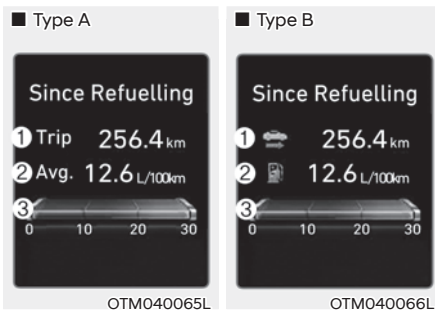 ■ Type A
Since Refuelling
① Trip 256.4 km
② Avg. 12.6 L/100km
③
0 10 20 30
OTM040065L
■ Type B
Since Refuelling
① 256.4 km
② 12.6 L/100km
③
0 10 20 30
OTM040066L